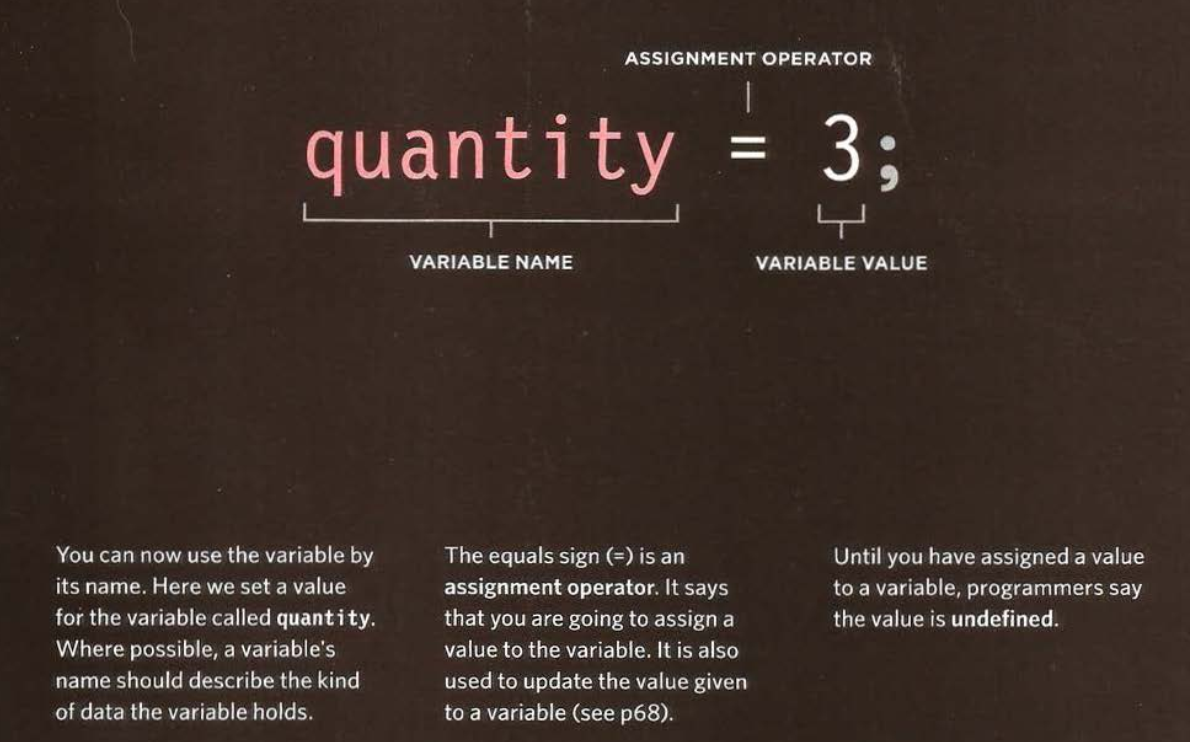 ASSIGNMENT OPERATOR
quantity = 3;
VARIABLE NAME
VARIABLE VALUE
You can now use the variable by
its name. Here we set a value
for the variable called quantity.
Where possible, a variable's
name should describe the kind
of data the variable holds.
The equals sign (=) is an
assignment operator. It says
that you are going to assign a
value to the variable. It is also
used to update the value given
to a variable (see p68).
Until you have assigned a value
to a variable, programmers say
the value is undefined.